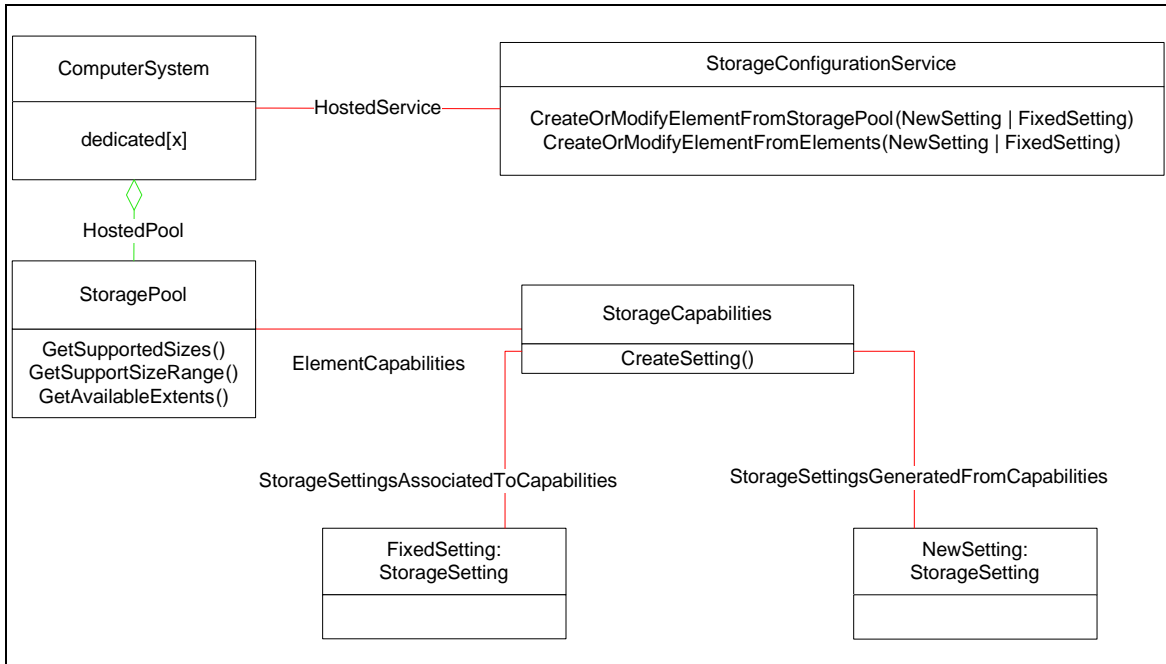 ComputerSystem
dedicated[x]
HostedService
StorageConfigurationService
CreateOrModifyElementFromStoragePool(NewSetting | FixedSetting)
CreateOrModifyElementFromElements(NewSetting | FixedSetting)
HostedPool
StoragePool
GetSupportedSizes()
GetSupportSizeRange()
GetAvailableExtents()
ElementCapabilities
StorageCapabilities
CreateSetting()
StorageSettingsAssociatedToCapabilities
StorageSettingsGeneratedFromCapabilities
FixedSetting:
StorageSetting
NewSetting:
StorageSetting